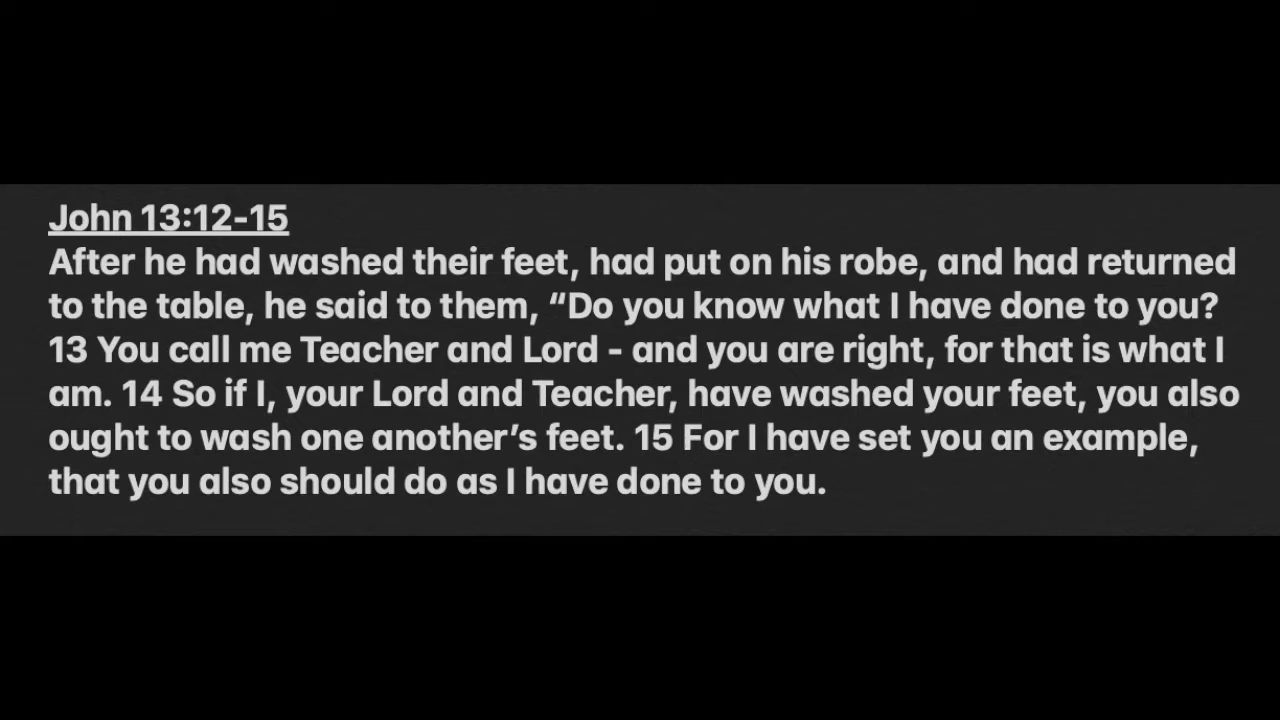 John 13:12-15
After he had washed their feet, had put on his robe, and had returned
to the table, he said to them, “Do you know what I have done to you?
13 You call me Teacher and Lord - and you are right, for that is what I
am. 14 So if I, your Lord and Teacher, have washed your feet, you also
ought to wash one another’s feet. 15 For I have set you an example,
that you also should do as I have done to you.